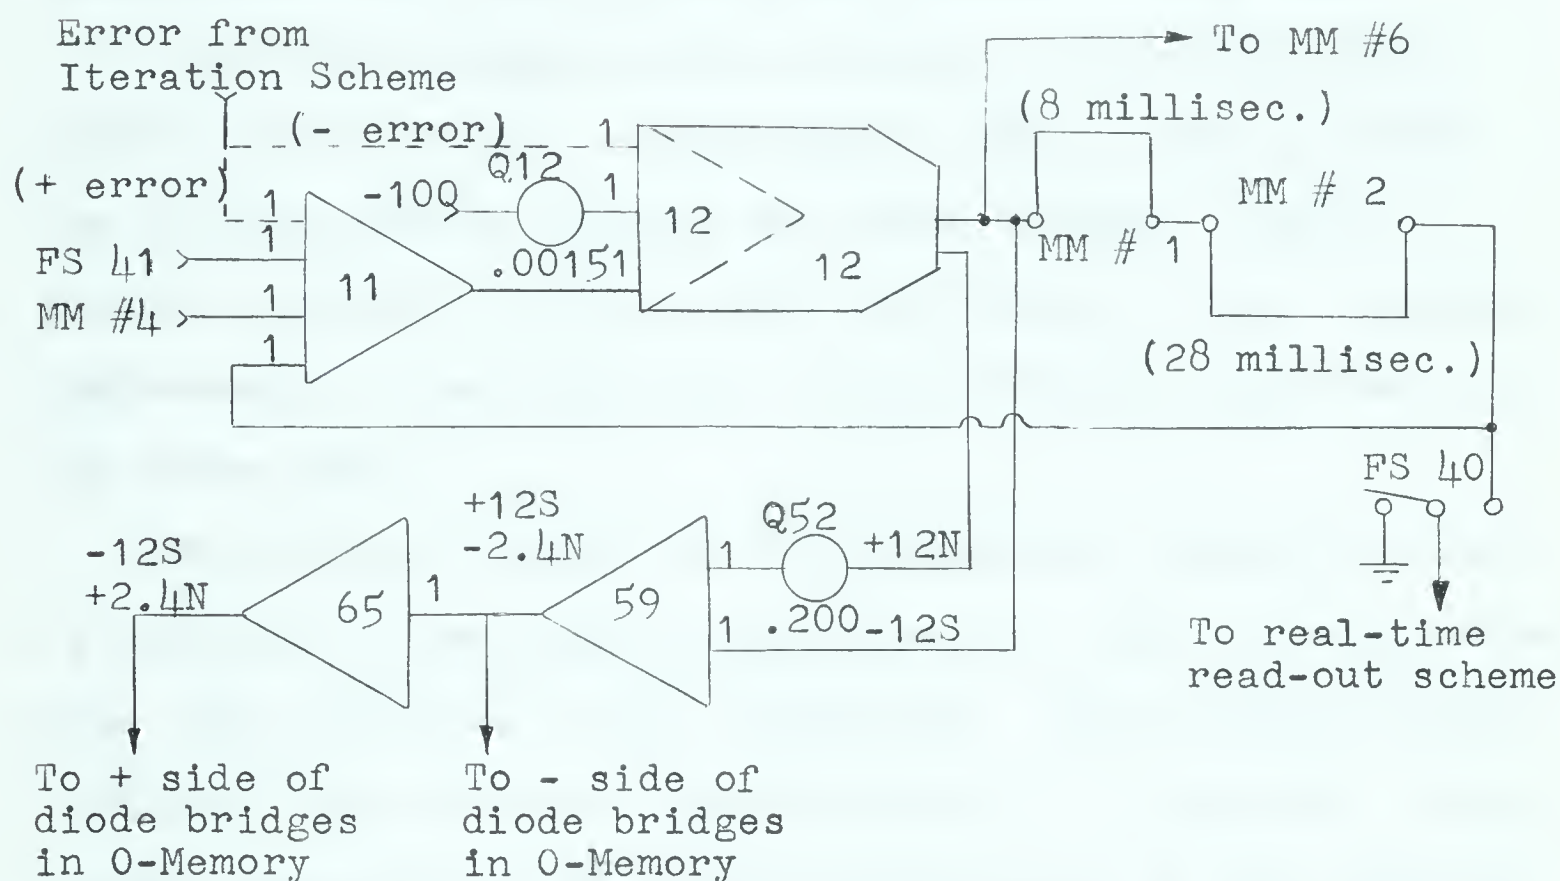 Error from
Iteration Scheme
To MM #6
(8 millisec.)
(- error)
1
Q12
(+ error)
-100
1
1
12
MM # 2
1
FS 41
11
.00151
12
MM # 1
MM #4
1
1
(28 millisec.)
FS 40
+12S
-2.4N
Q52
-12S
+2.4N
1
+12N
65
1
59
.200
-12S
1
To real-time
read-out scheme
To + side of
diode bridges
in O-Memory
To - side of
diode bridges
in O-Memory